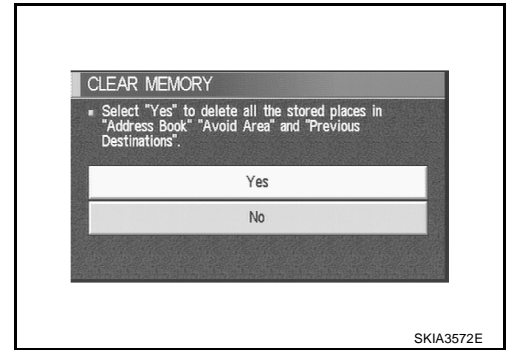 CLEAR MEMORY
▪ Select "Yes" to delete all the stored places in
"Address Book" "Avoid Area" and "Previous
Destinations".
Yes
No
SKIA3572E